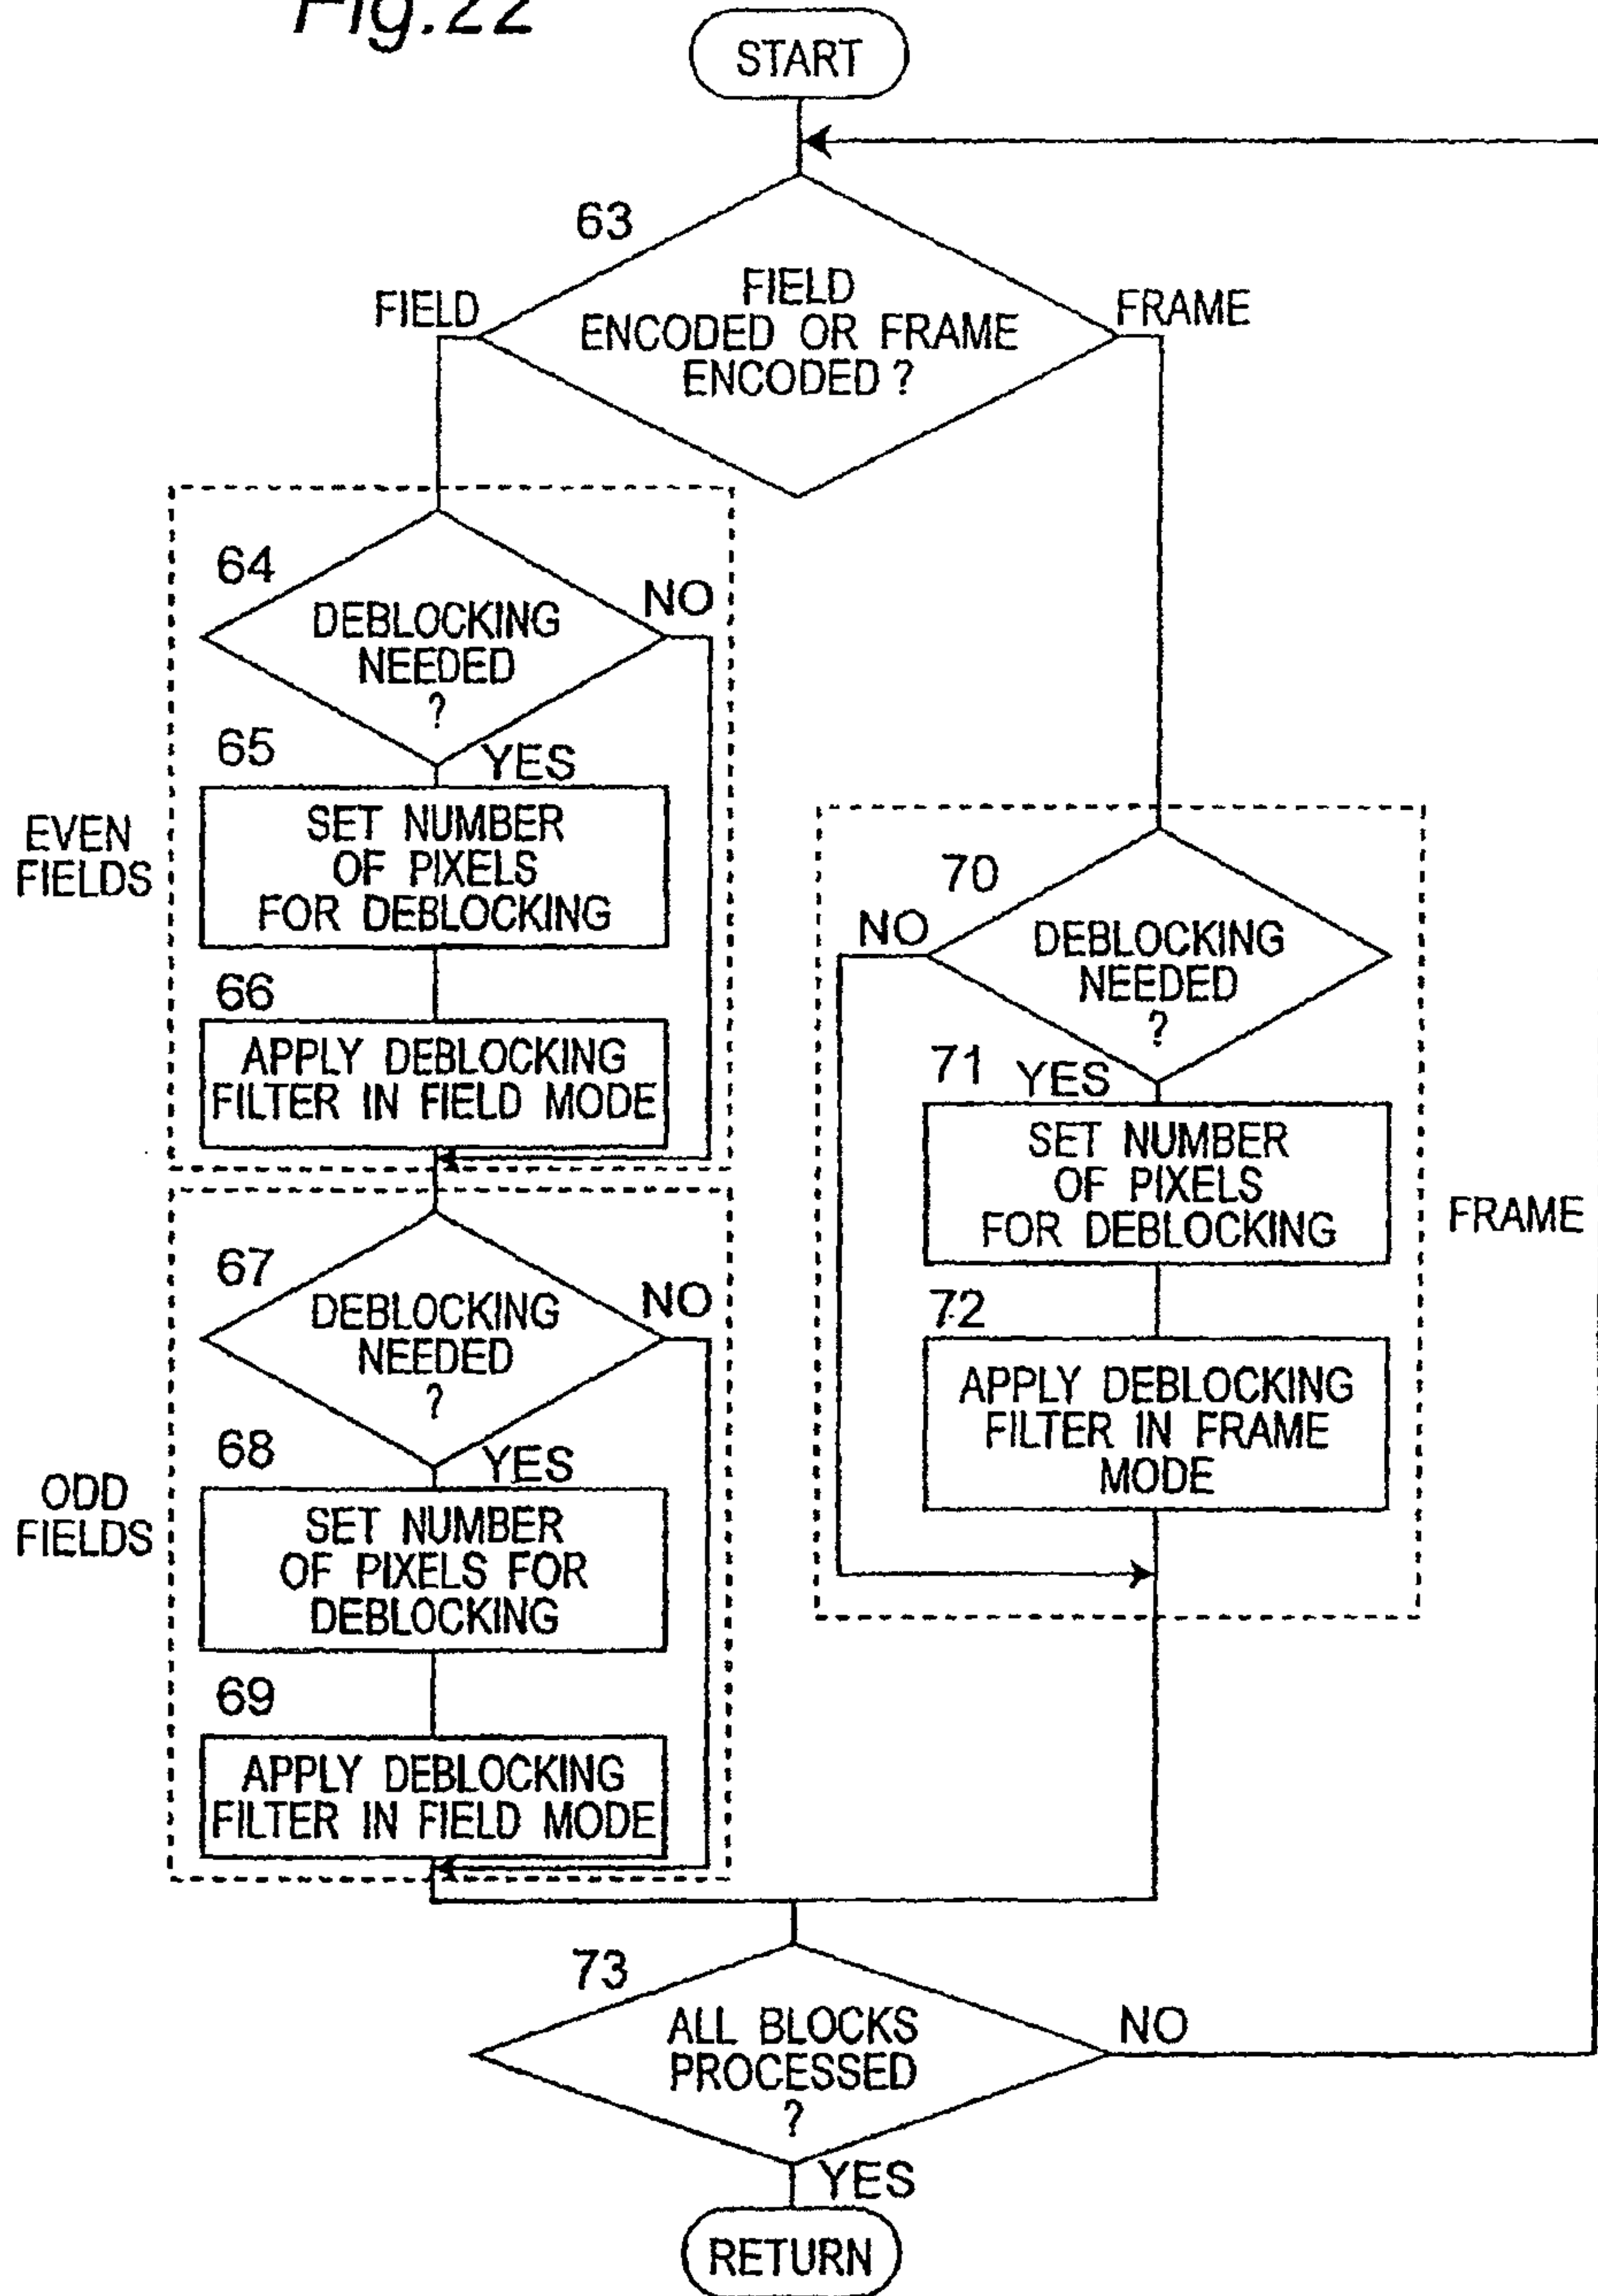 Fig.22
START
63
FIELD
ENCODED OR FRAME
ENCODED ?
FIELD
FRAME
64
DEBLOCKING
NEEDED
?
NO
YES
65
SET NUMBER
OF PIXELS
FOR DEBLOCKING
66
APPLY DEBLOCKING
FILTER IN FIELD MODE
EVEN
FIELDS
67
DEBLOCKING
NEEDED
?
NO
YES
68
SET NUMBER
OF PIXELS FOR
DEBLOCKING
69
APPLY DEBLOCKING
FILTER IN FIELD MODE
ODD
FIELDS
70
DEBLOCKING
NEEDED
?
NO
YES
71
SET NUMBER
OF PIXELS
FOR DEBLOCKING
72
APPLY DEBLOCKING
FILTER IN FRAME
MODE
FRAME
73
ALL BLOCKS
PROCESSED
?
NO
YES
RETURN